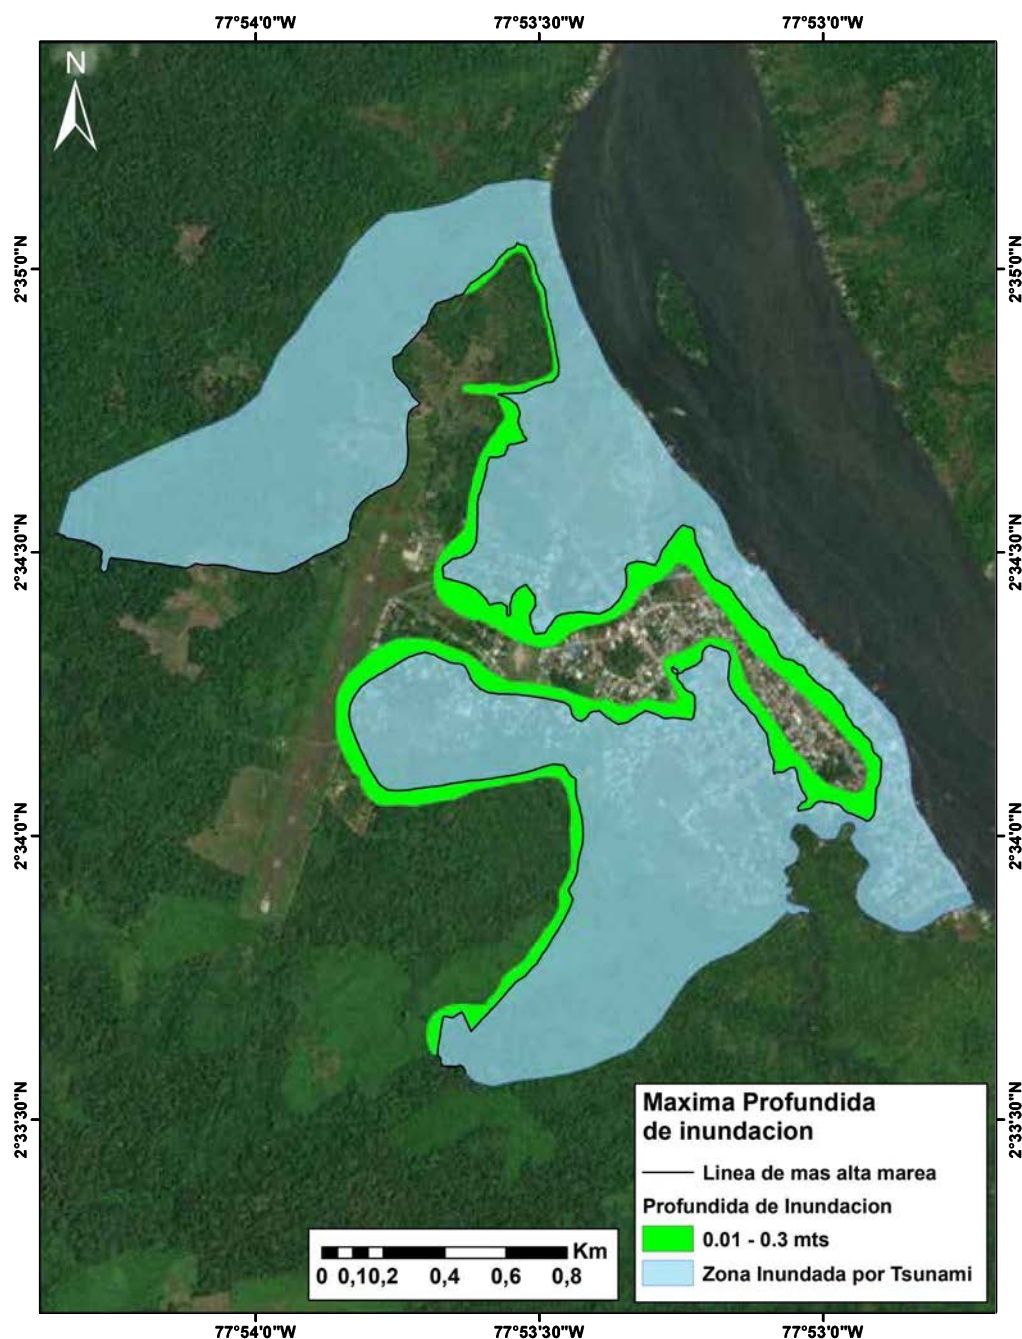 77°54'0"W 77°53'30"W 77°53'0"W
N
2°35'0"N 2°35'0"N
2°34'30"N 2°34'30"N
2°34'0"N 2°34'0"N
2°33'30"N 2°33'30"N
Maxima Profundida
de inundacion
Linea de mas alta marea
Profundida de Inundacion
0.01 - 0.3 mts
Zona Inundada por Tsunami
Km
0 0,1 0,2 0,4 0,6 0,8
77°54'0"W 77°53'30"W 77°53'0"W